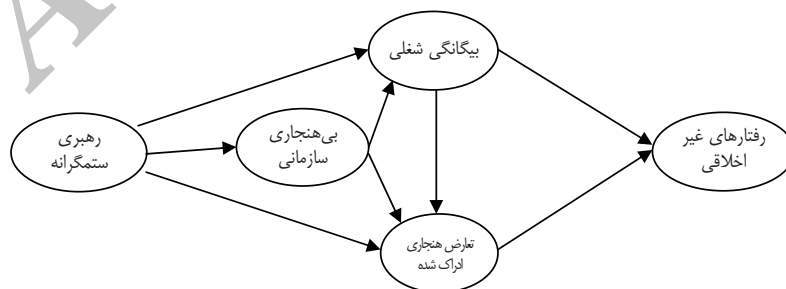 بیگانگی شغلی
رهبری
ستمگرانه
بی‌هنجاری
سازمانی
رفتارهای غیر
اخلاقی
تعارض هنجاری
ادراک شده